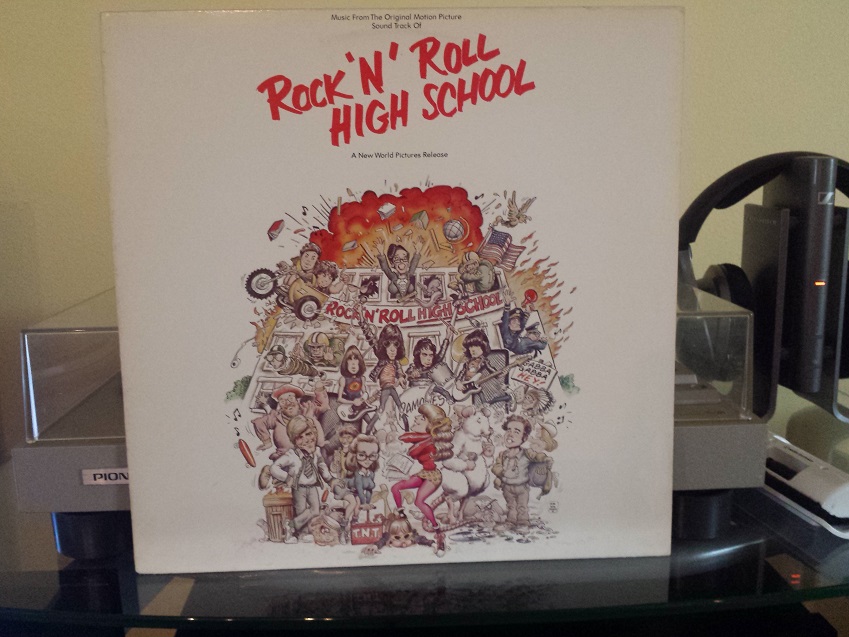 Music From The Original Motion Picture
Sound Track Of
ROCK 'N' ROLL
HIGH SCHOOL
A New World Pictures Release
ROCK 'N' ROLL HIGH SCHOOL
GABBA
GABBA
HEY!
RAMONES
T.N.T.
PION